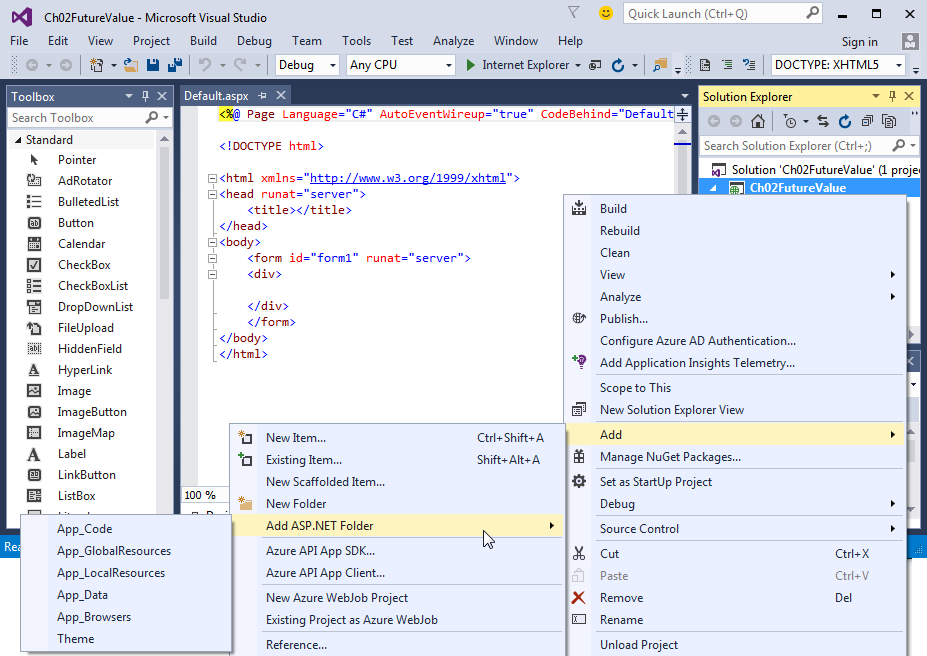 Ch02FutureValue - Microsoft Visual Studio
Quick Launch (Ctrl+Q)
File Edit View Project Build Debug Team Tools Test Analyze Window Help
Sign in
Debug Any CPU Internet Explorer DOCTYPE: XHTML5
Toolbox
Search Toolbox
Standard
Pointer
AdRotator
BulletedList
Button
Calendar
CheckBox
CheckBoxList
DropDownList
FileUpload
HiddenField
HyperLink
Image
ImageButton
ImageMap
Label
LinkButton
ListBox
Default.aspx
<%@ Page Language="C#" AutoEventWireup="true" CodeBehind="Default
<!DOCTYPE html>
<html xmlns="http://www.w3.org/1999/xhtml">
<head runat="server">
<title></title>
</head>
<body>
<form id="form1" runat="server">
<div>
</div>
</form>
</body>
</html>
100 %
Solution Explorer
Search Solution Explorer (Ctrl+;)
Solution 'Ch02FutureValue' (1 projec
Ch02FutureValue
Build
Rebuild
Clean
View
Analyze
Publish...
Configure Azure AD Authentication...
Add Application Insights Telemetry...
Scope to This
New Solution Explorer View
Add
Manage NuGet Packages...
Set as StartUp Project
Debug
Source Control
Cut Ctrl+X
Paste Ctrl+V
Remove Del
Rename
Unload Project
New Item... Ctrl+Shift+A
Existing Item... Shift+Alt+A
New Scaffolded Item...
New Folder
Add ASP.NET Folder
Azure API App SDK...
Azure API App Client...
New Azure WebJob Project
Existing Project as Azure WebJob
Reference...
App_Code
App_GlobalResources
App_LocalResources
App_Data
App_Browsers
Theme